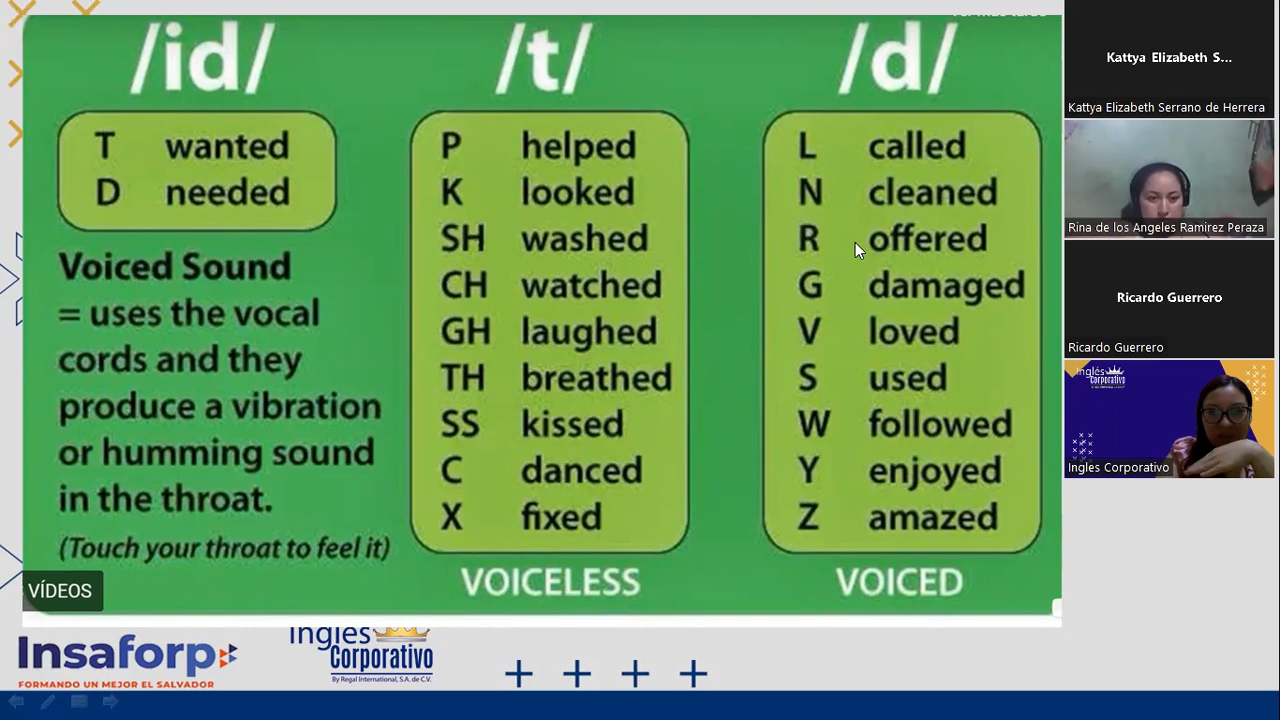 /id/
T wanted
D needed
Voiced Sound
= uses the vocal
cords and they
produce a vibration
or humming sound
in the throat.
(Touch your throat to feel it)
VÍDEOS
/t/
P helped
K looked
SH washed
CH watched
GH laughed
TH breathed
SS kissed
C danced
X fixed
VOICELESS
/d/
L called
N cleaned
R offered
G damaged
V loved
S used
W followed
Y enjoyed
Z amazed
VOICED
Insaforp
FORMANDO UN MEJOR EL SALVADOR
Inglés
Corporativo
By Regal International, S.A. de C.V.
Kattya Elizabeth S...
Kattya Elizabeth Serrano de Herrera
Rina de los Angeles Ramirez Peraza
Ricardo Guerrero
Ricardo Guerrero
Inglés
Corporativo
Ingles Corporativo